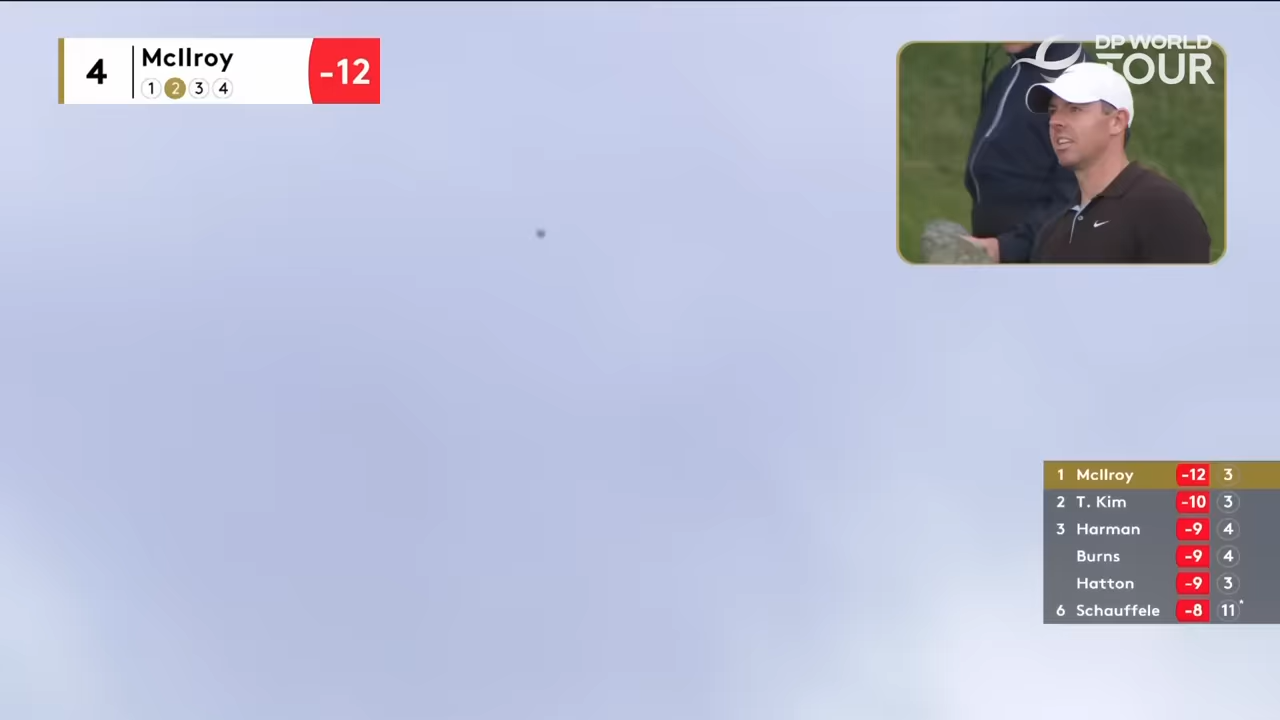 4
McIlroy
1 2 3 4
-12
DP WORLD
TOUR
1 McIlroy -12 3
2 T. Kim -10 3
3 Harman -9 4
Burns -9 4
Hatton -9 3
6 Schauffele -8 11*